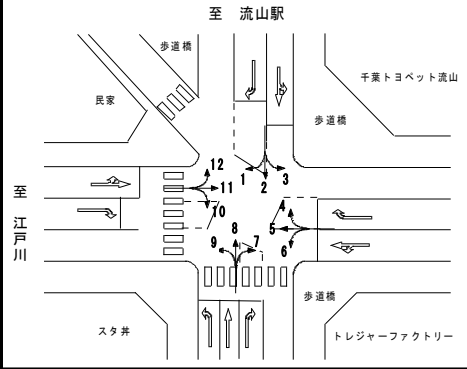 至 流山駅
歩道橋
千葉トヨペット流山
民家
歩道橋
12
1
2
3
至 江戸川
11
10
4
5
6
8
9
7
歩道橋
スタ丼
トレジャーファクトリー